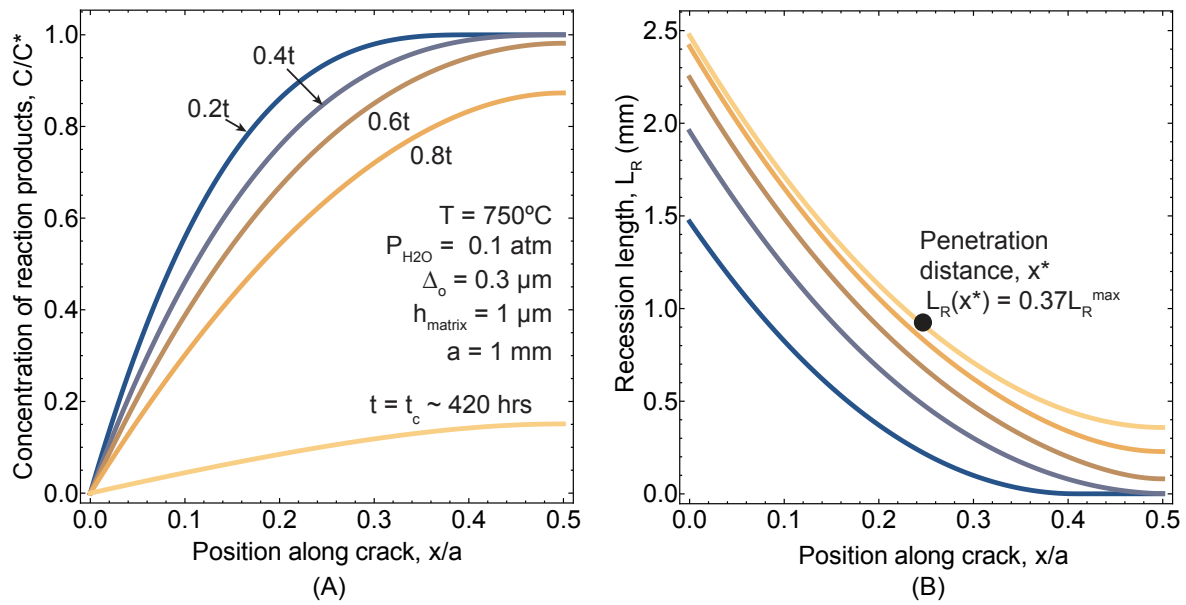 Concentration of reaction products, C/C*
1.0
0.8
0.6
0.4
0.2
0.0
0.2t
0.4t
0.6t
0.8t
T = 750ºC
P_H2O = 0.1 atm
Δ_o = 0.3 µm
h_matrix = 1 µm
a = 1 mm
t = t_c ~ 420 hrs
0.0 0.1 0.2 0.3 0.4 0.5
Position along crack, x/a
(A)
Recession length, L_R (mm)
2.5
2.0
1.5
1.0
0.5
0.0
Penetration
distance, x*
L_R(x*) = 0.37L_R^max
0.0 0.1 0.2 0.3 0.4 0.5
Position along crack, x/a
(B)